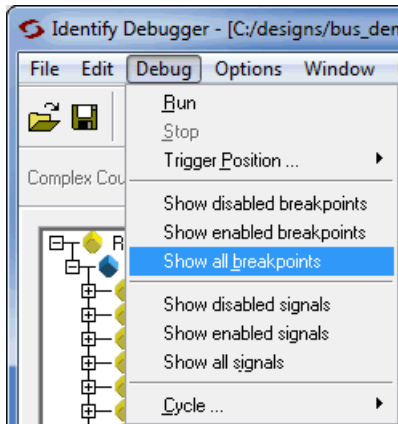 Identify Debugger - [C:/designs/bus_den
File Edit Debug Options Window
Run
Stop
Trigger Position ...
Complex Cou
Show disabled breakpoints
Show enabled breakpoints
Show all breakpoints
R
Show disabled signals
Show enabled signals
Show all signals
Cycle ...